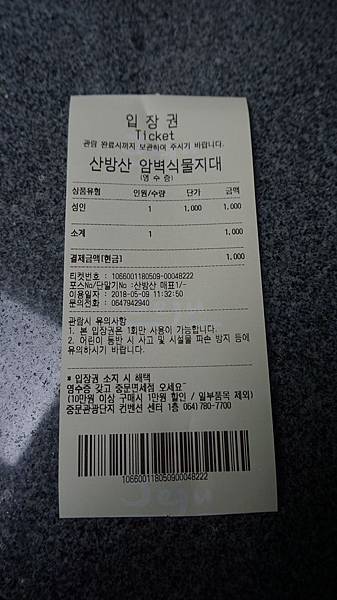 입장권
Ticket
관람 완료시까지 보관하여 주시기 바랍니다.
산방산 암벽식물지대
(영 수 증)
상품유형 인원/수량 단가 금액
성인 1 1,000 1,000
소계 1 1,000
결제금액[현금] 1,000
티켓번호 : 1066001180509-00048222
포스No/단말기No :산방산 매표1/-
이용일자 : 2018-05-09 11:32:50
문의전화 : 0647942940
관람시 유의사항
1. 본 입장권은 1회만 사용이 가능합니다.
2. 어린이 동반 시 사고 및 시설물 파손 방지 등에
유의하시기 바랍니다.
* 입장권 소지 시 혜택
영수증 갖고 중문면세점 오세요~
(10만원 이상 구매시 1만원 할인 / 일부품목 제외)
중문관광단지 컨벤션 센터 1층 064)780-7700
106600118050900048222
Jeju